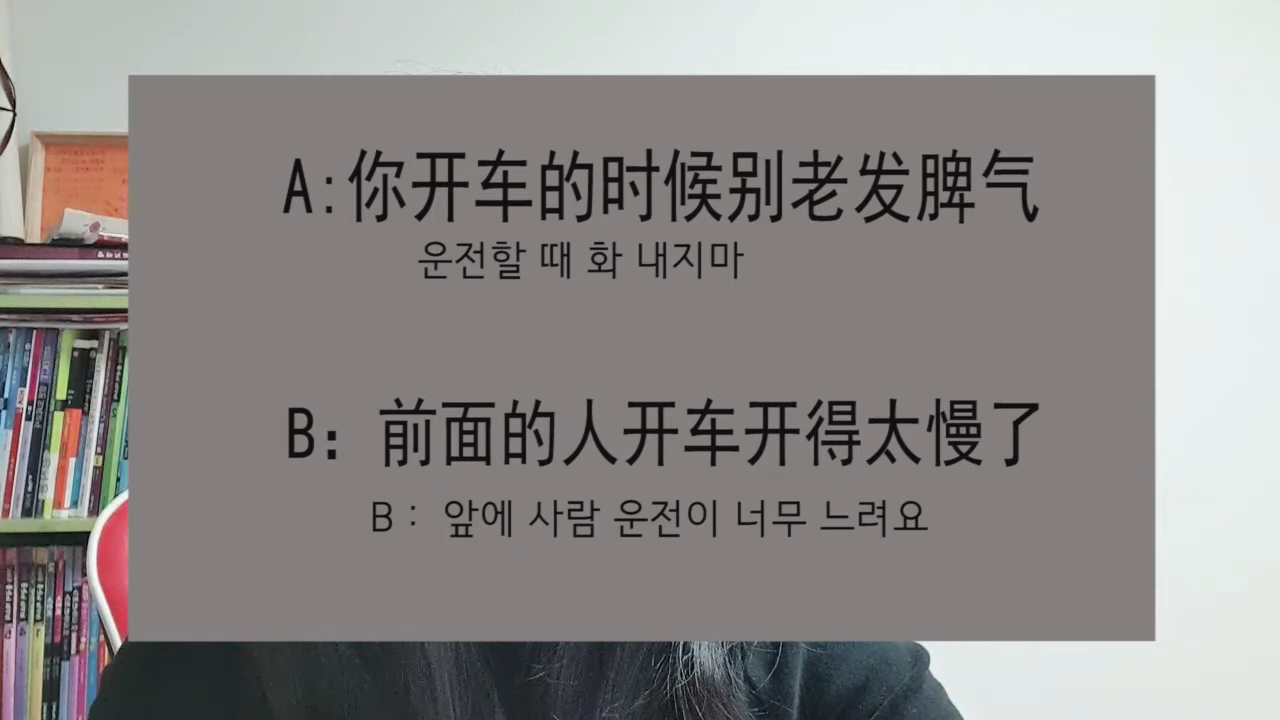 A:你开车的时候别老发脾气
운전할 때 화 내지마
B：前面的人开车开得太慢了
B : 앞에 사람 운전이 너무 느려요